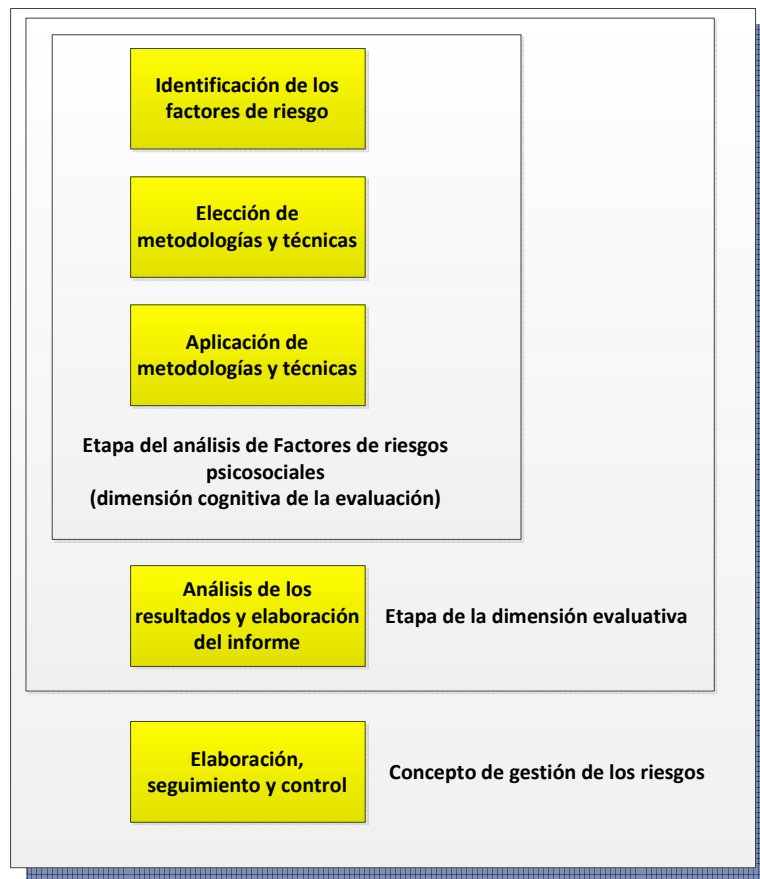 Identificación de los
factores de riesgo
Elección de
metodologías y técnicas
Aplicación de
metodologías y técnicas
Etapa del análisis de Factores de riesgos
psicosociales
(dimensión cognitiva de la evaluación)
Análisis de los
resultados y elaboración
del informe
Etapa de la dimensión evaluativa
Elaboración,
seguimiento y control
Concepto de gestión de los riesgos